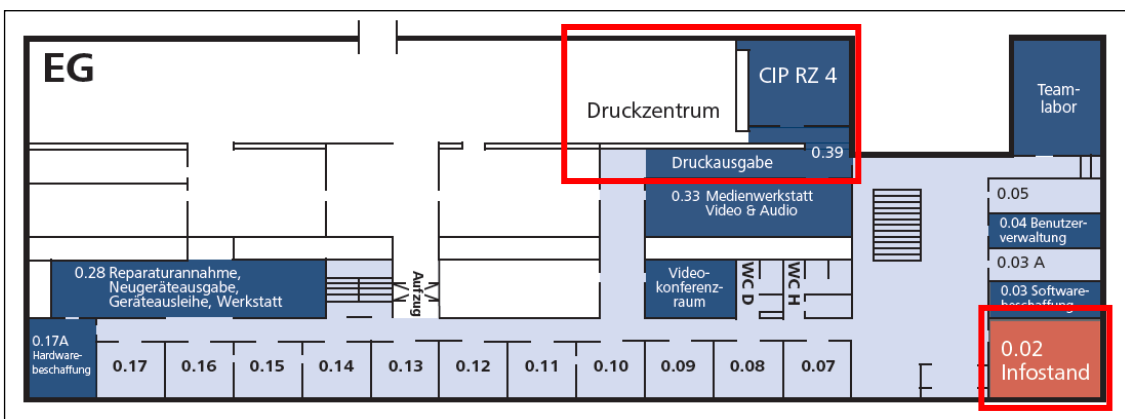 EG
CIP RZ 4
Druckzentrum
Team-
labor
Druckausgabe
0.39
0.33 Medienwerkstatt
Video & Audio
0.05
0.04 Benutzer-
verwaltung
0.03 A
0.28 Reparaturannahme,
Neugeräteausgabe,
Geräteausleihe, Werkstatt
Aufzug
Video-
konferenz-
raum
WC D
WC H
0.03 Software-
beschaffung
0.17A
Hardware-
beschaffung
0.17
0.16
0.15
0.14
0.13
0.12
0.11
0.10
0.09
0.08
0.07
0.02
Infostand